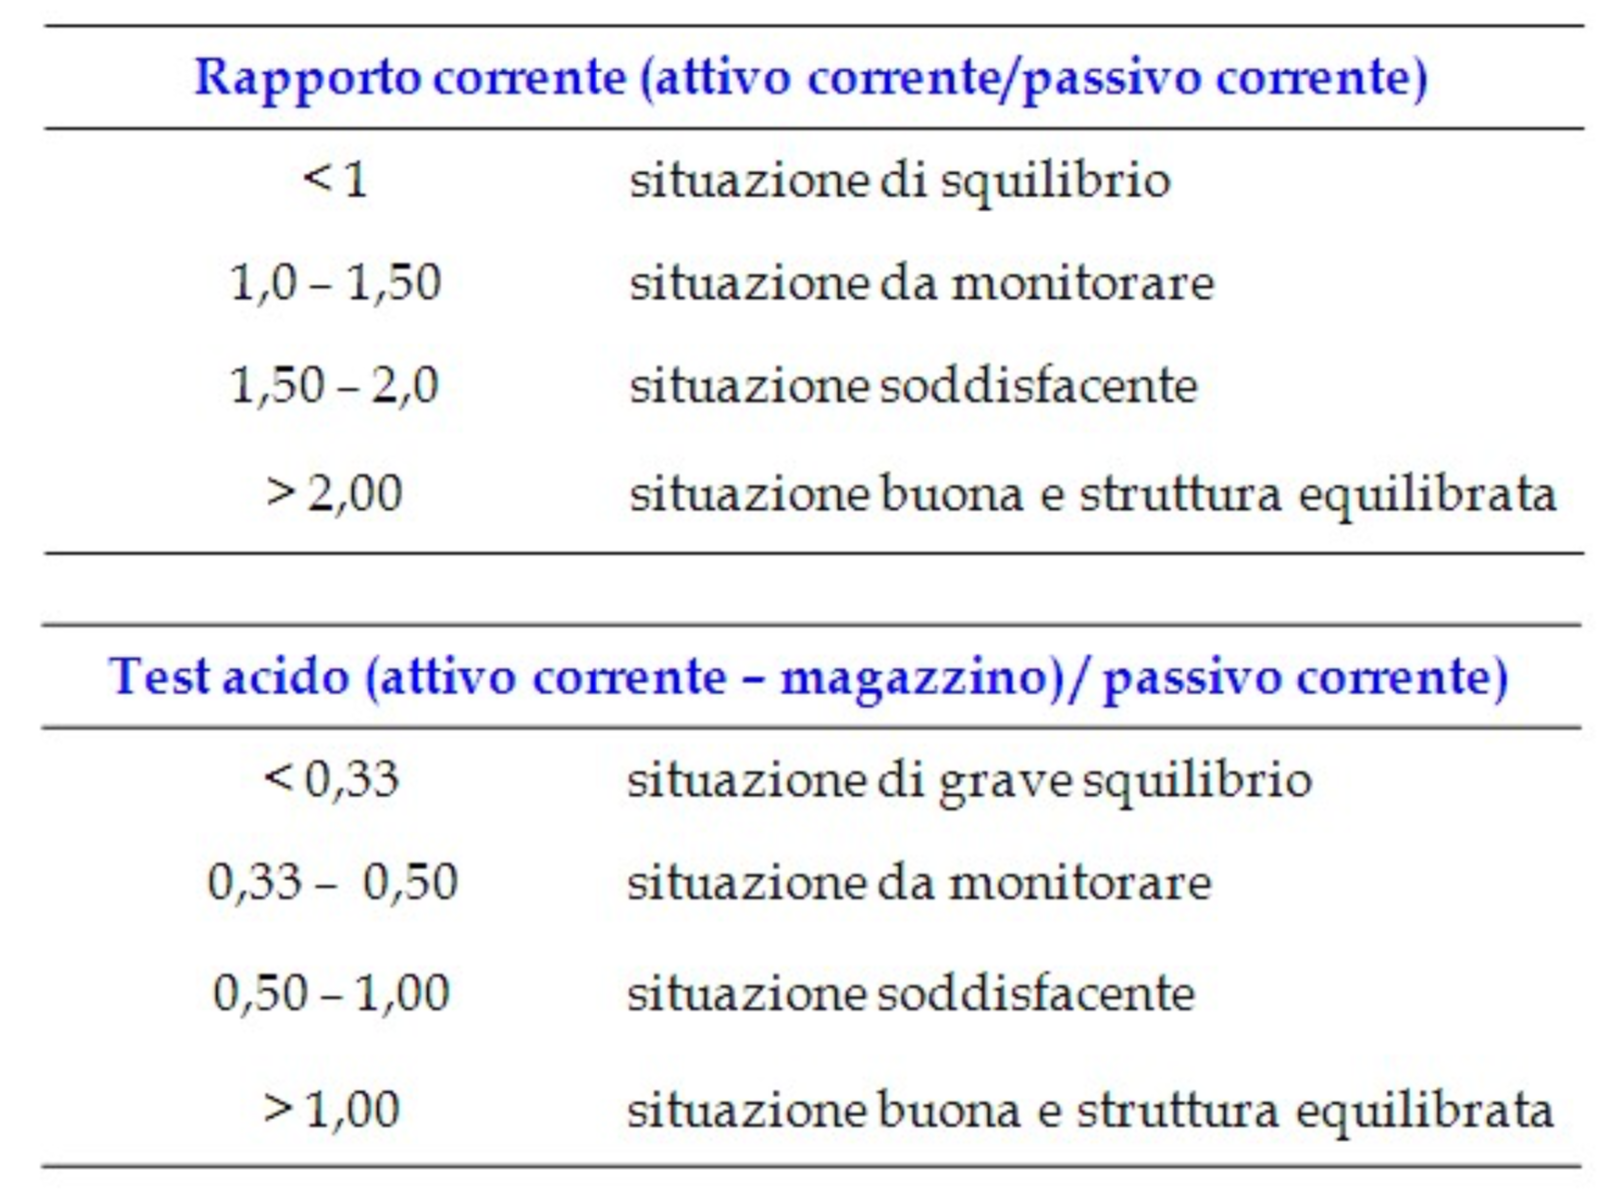 Rapporto corrente (attivo corrente/passivo corrente)
< 1 situazione di squilibrio
1,0 – 1,50 situazione da monitorare
1,50 – 2,0 situazione soddisfacente
> 2,00 situazione buona e struttura equilibrata
Test acido (attivo corrente – magazzino)/ passivo corrente)
< 0,33 situazione di grave squilibrio
0,33 – 0,50 situazione da monitorare
0,50 – 1,00 situazione soddisfacente
> 1,00 situazione buona e struttura equilibrata